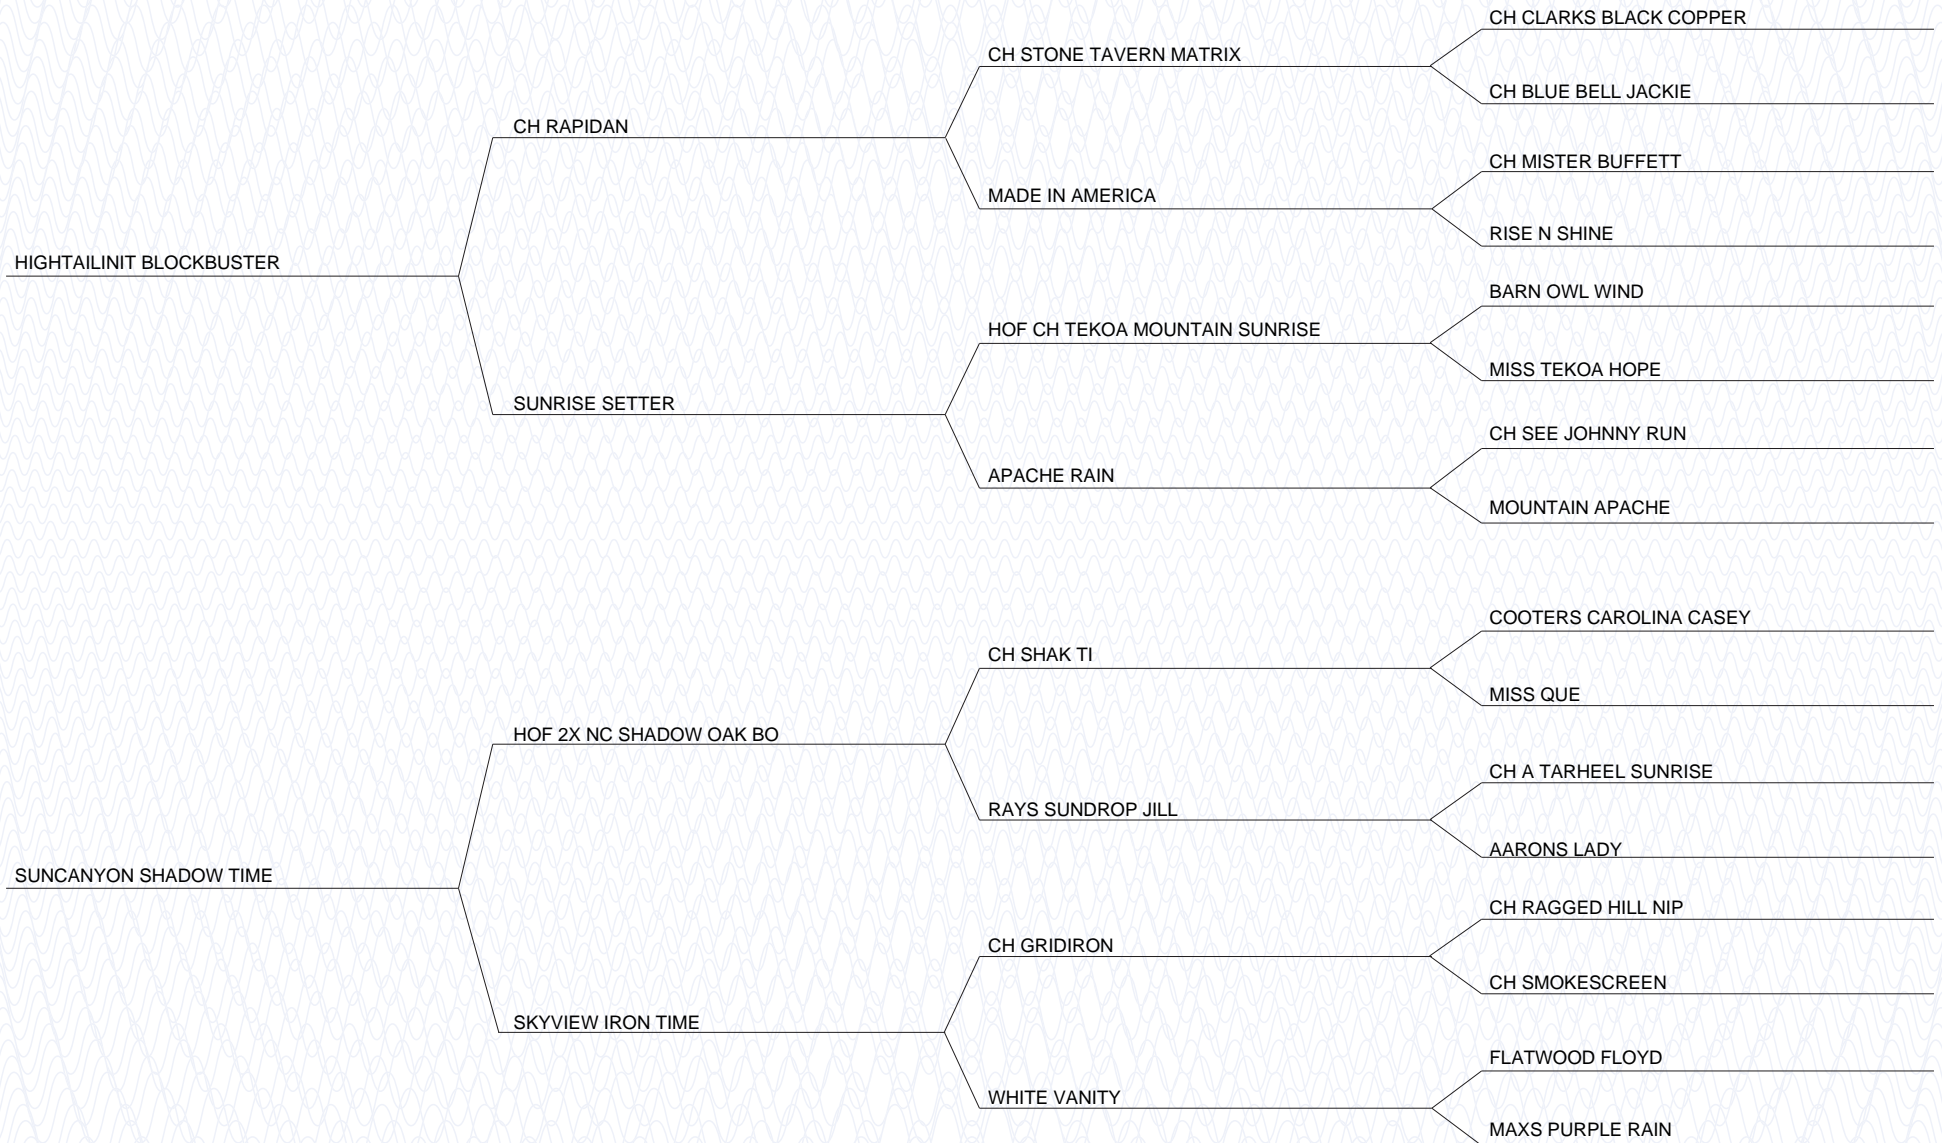 CH CLARKS BLACK COPPER
CH STONE TAVERN MATRIX
CH BLUE BELL JACKIE
CH RAPIDAN
CH MISTER BUFFETT
MADE IN AMERICA
RISE N SHINE
HIGHTAILINIT BLOCKBUSTER
BARN OWL WIND
HOF CH TEKOA MOUNTAIN SUNRISE
MISS TEKOA HOPE
SUNRISE SETTER
CH SEE JOHNNY RUN
APACHE RAIN
MOUNTAIN APACHE
COOTERS CAROLINA CASEY
CH SHAK TI
MISS QUE
HOF 2X NC SHADOW OAK BO
CH A TARHEEL SUNRISE
RAYS SUNDROP JILL
AARONS LADY
SUNCANYON SHADOW TIME
CH RAGGED HILL NIP
CH GRIDIRON
CH SMOKESCREEN
SKYVIEW IRON TIME
FLATWOOD FLOYD
WHITE VANITY
MAXS PURPLE RAIN